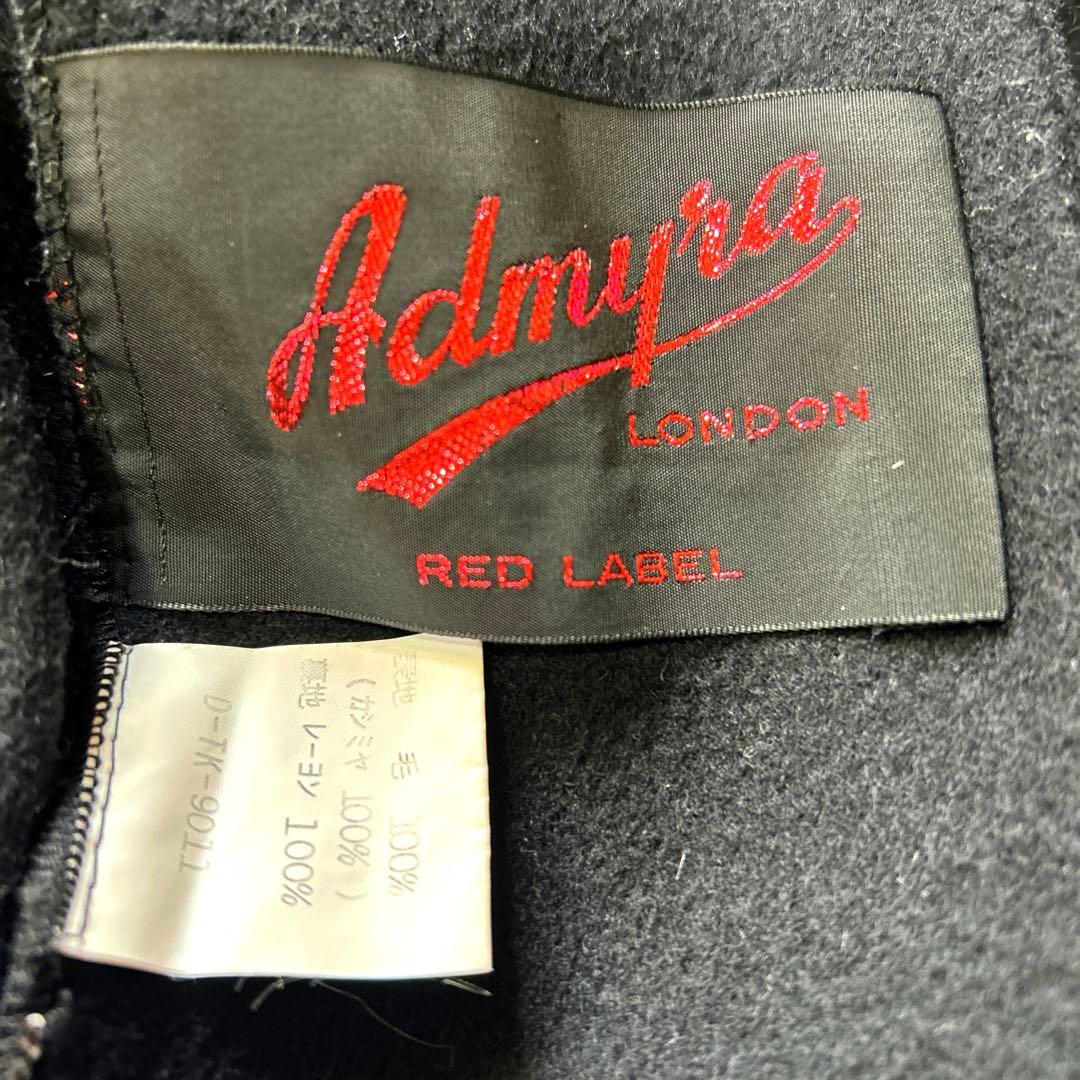 Admyra
LONDON
RED LABEL
表地 毛 100%
(カシミヤ 100%)
裏地 レーヨン 100%
D-TK-9011